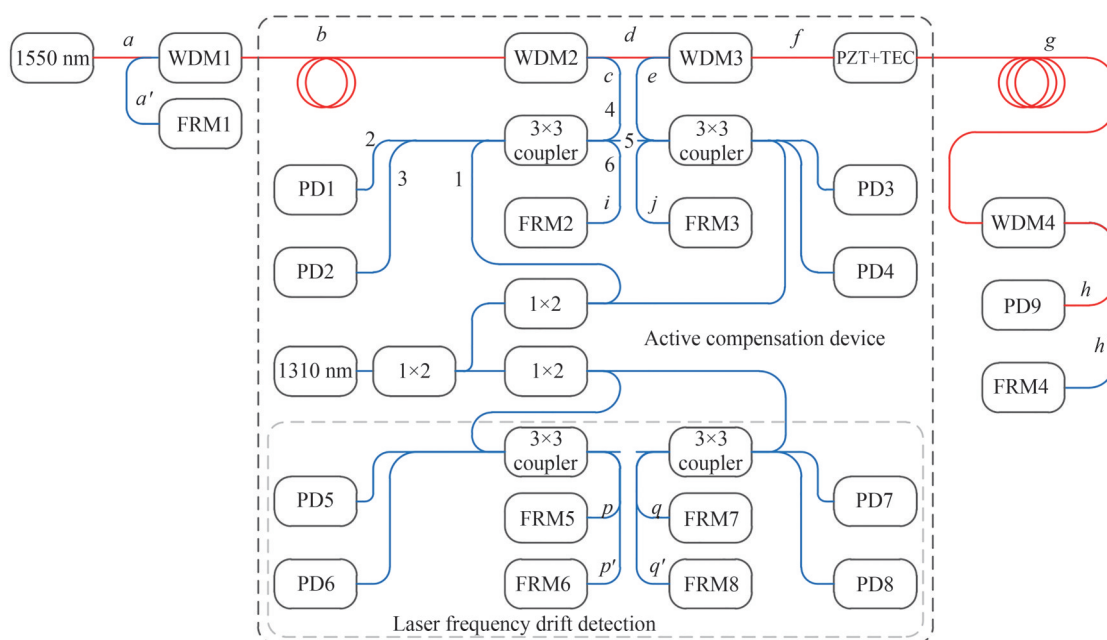 a
b
d
f
g
1550 nm
WDM1
WDM2
WDM3
PZT+TEC
a′
c
e
FRM1
4
2
3×3
coupler
5
3×3
coupler
3
1
6
PD1
PD3
i
j
FRM2
FRM3
WDM4
PD2
PD4
1×2
h
PD9
Active compensation device
h
1310 nm
1×2
1×2
FRM4
3×3
coupler
3×3
coupler
PD5
PD7
p
q
FRM5
FRM7
p′
q′
PD6
FRM6
FRM8
PD8
Laser frequency drift detection